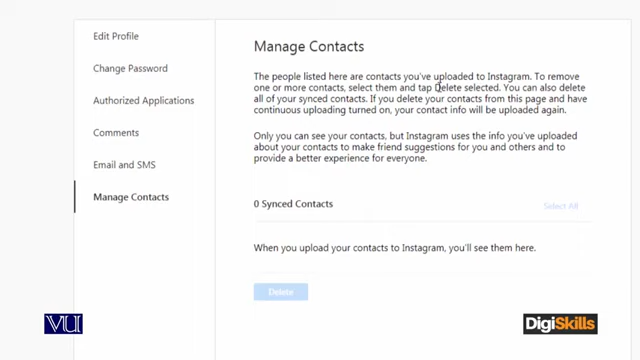 Edit Profile
Change Password
Authorized Applications
Comments
Email and SMS
Manage Contacts
Manage Contacts
The people listed here are contacts you've uploaded to Instagram. To remove
one or more contacts, select them and tap Delete selected. You can also delete
all of your synced contacts. If you delete your contacts from this page and have
continuous uploading turned on, your contact info will be uploaded again.
Only you can see your contacts, but Instagram uses the info you've uploaded
about your contacts to make friend suggestions for you and others and to
provide a better experience for everyone.
0 Synced Contacts
Select All
When you upload your contacts to Instagram, you'll see them here.
Delete
VU
DigiSkills